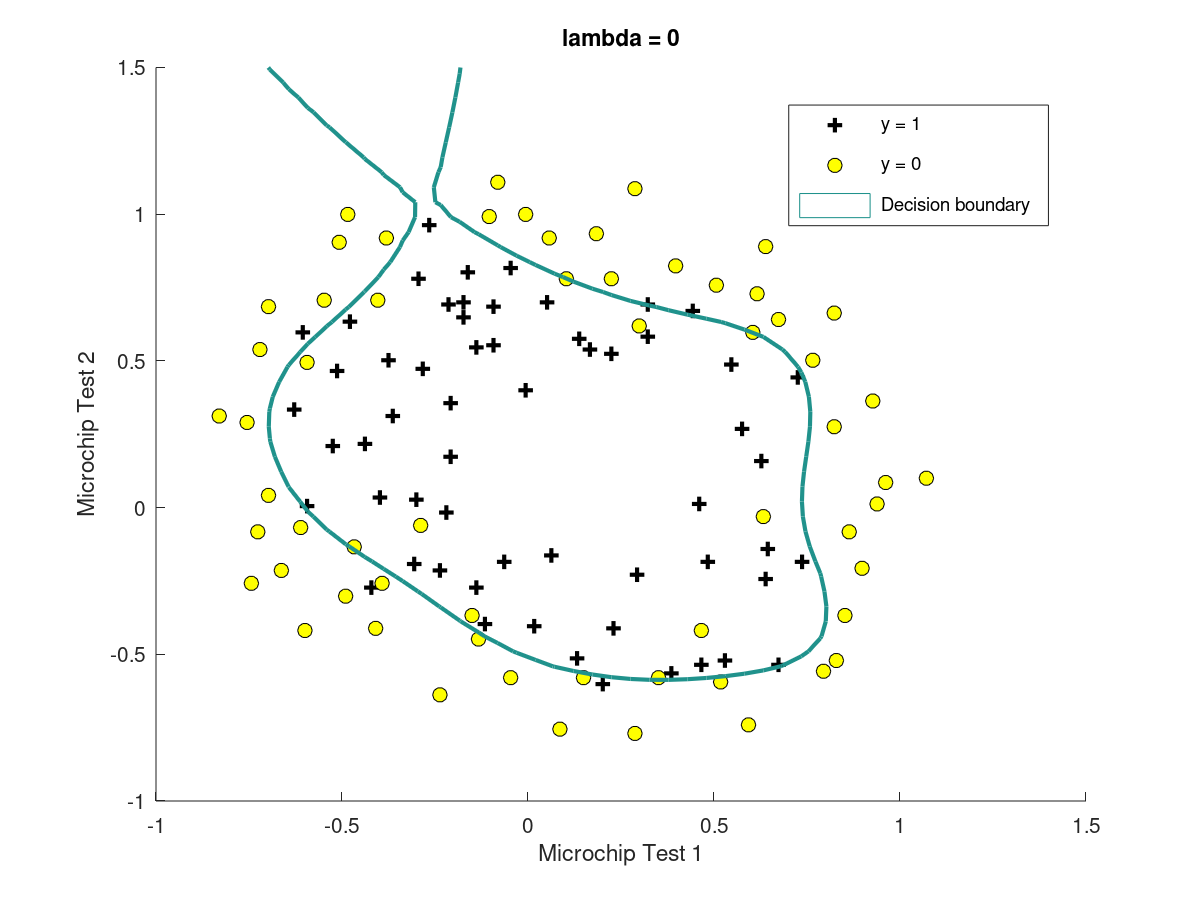 lambda = 0
y = 1
y = 0
Decision boundary
Microchip Test 2
1.5
1
0.5
0
-0.5
-1
-1
-0.5
0
0.5
1
1.5
Microchip Test 1